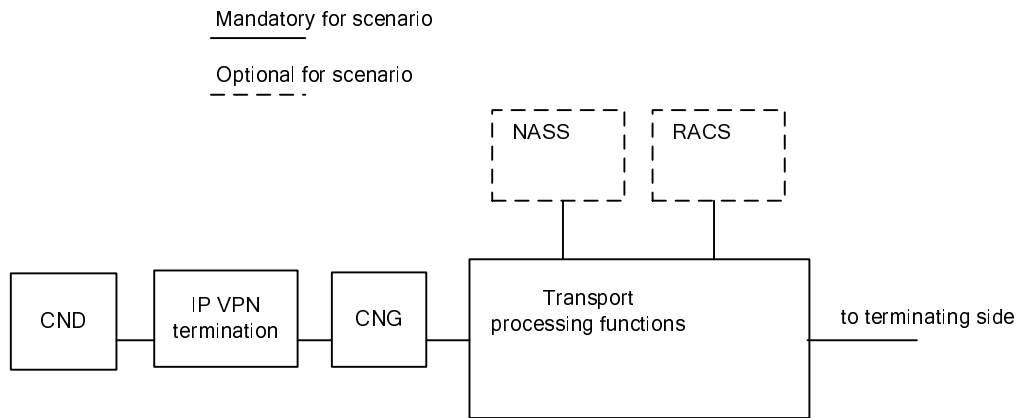 Mandatory for scenario
Optional for scenario
NASS
RACS
CND
IP VPN
termination
CNG
Transport
processing functions
to terminating side